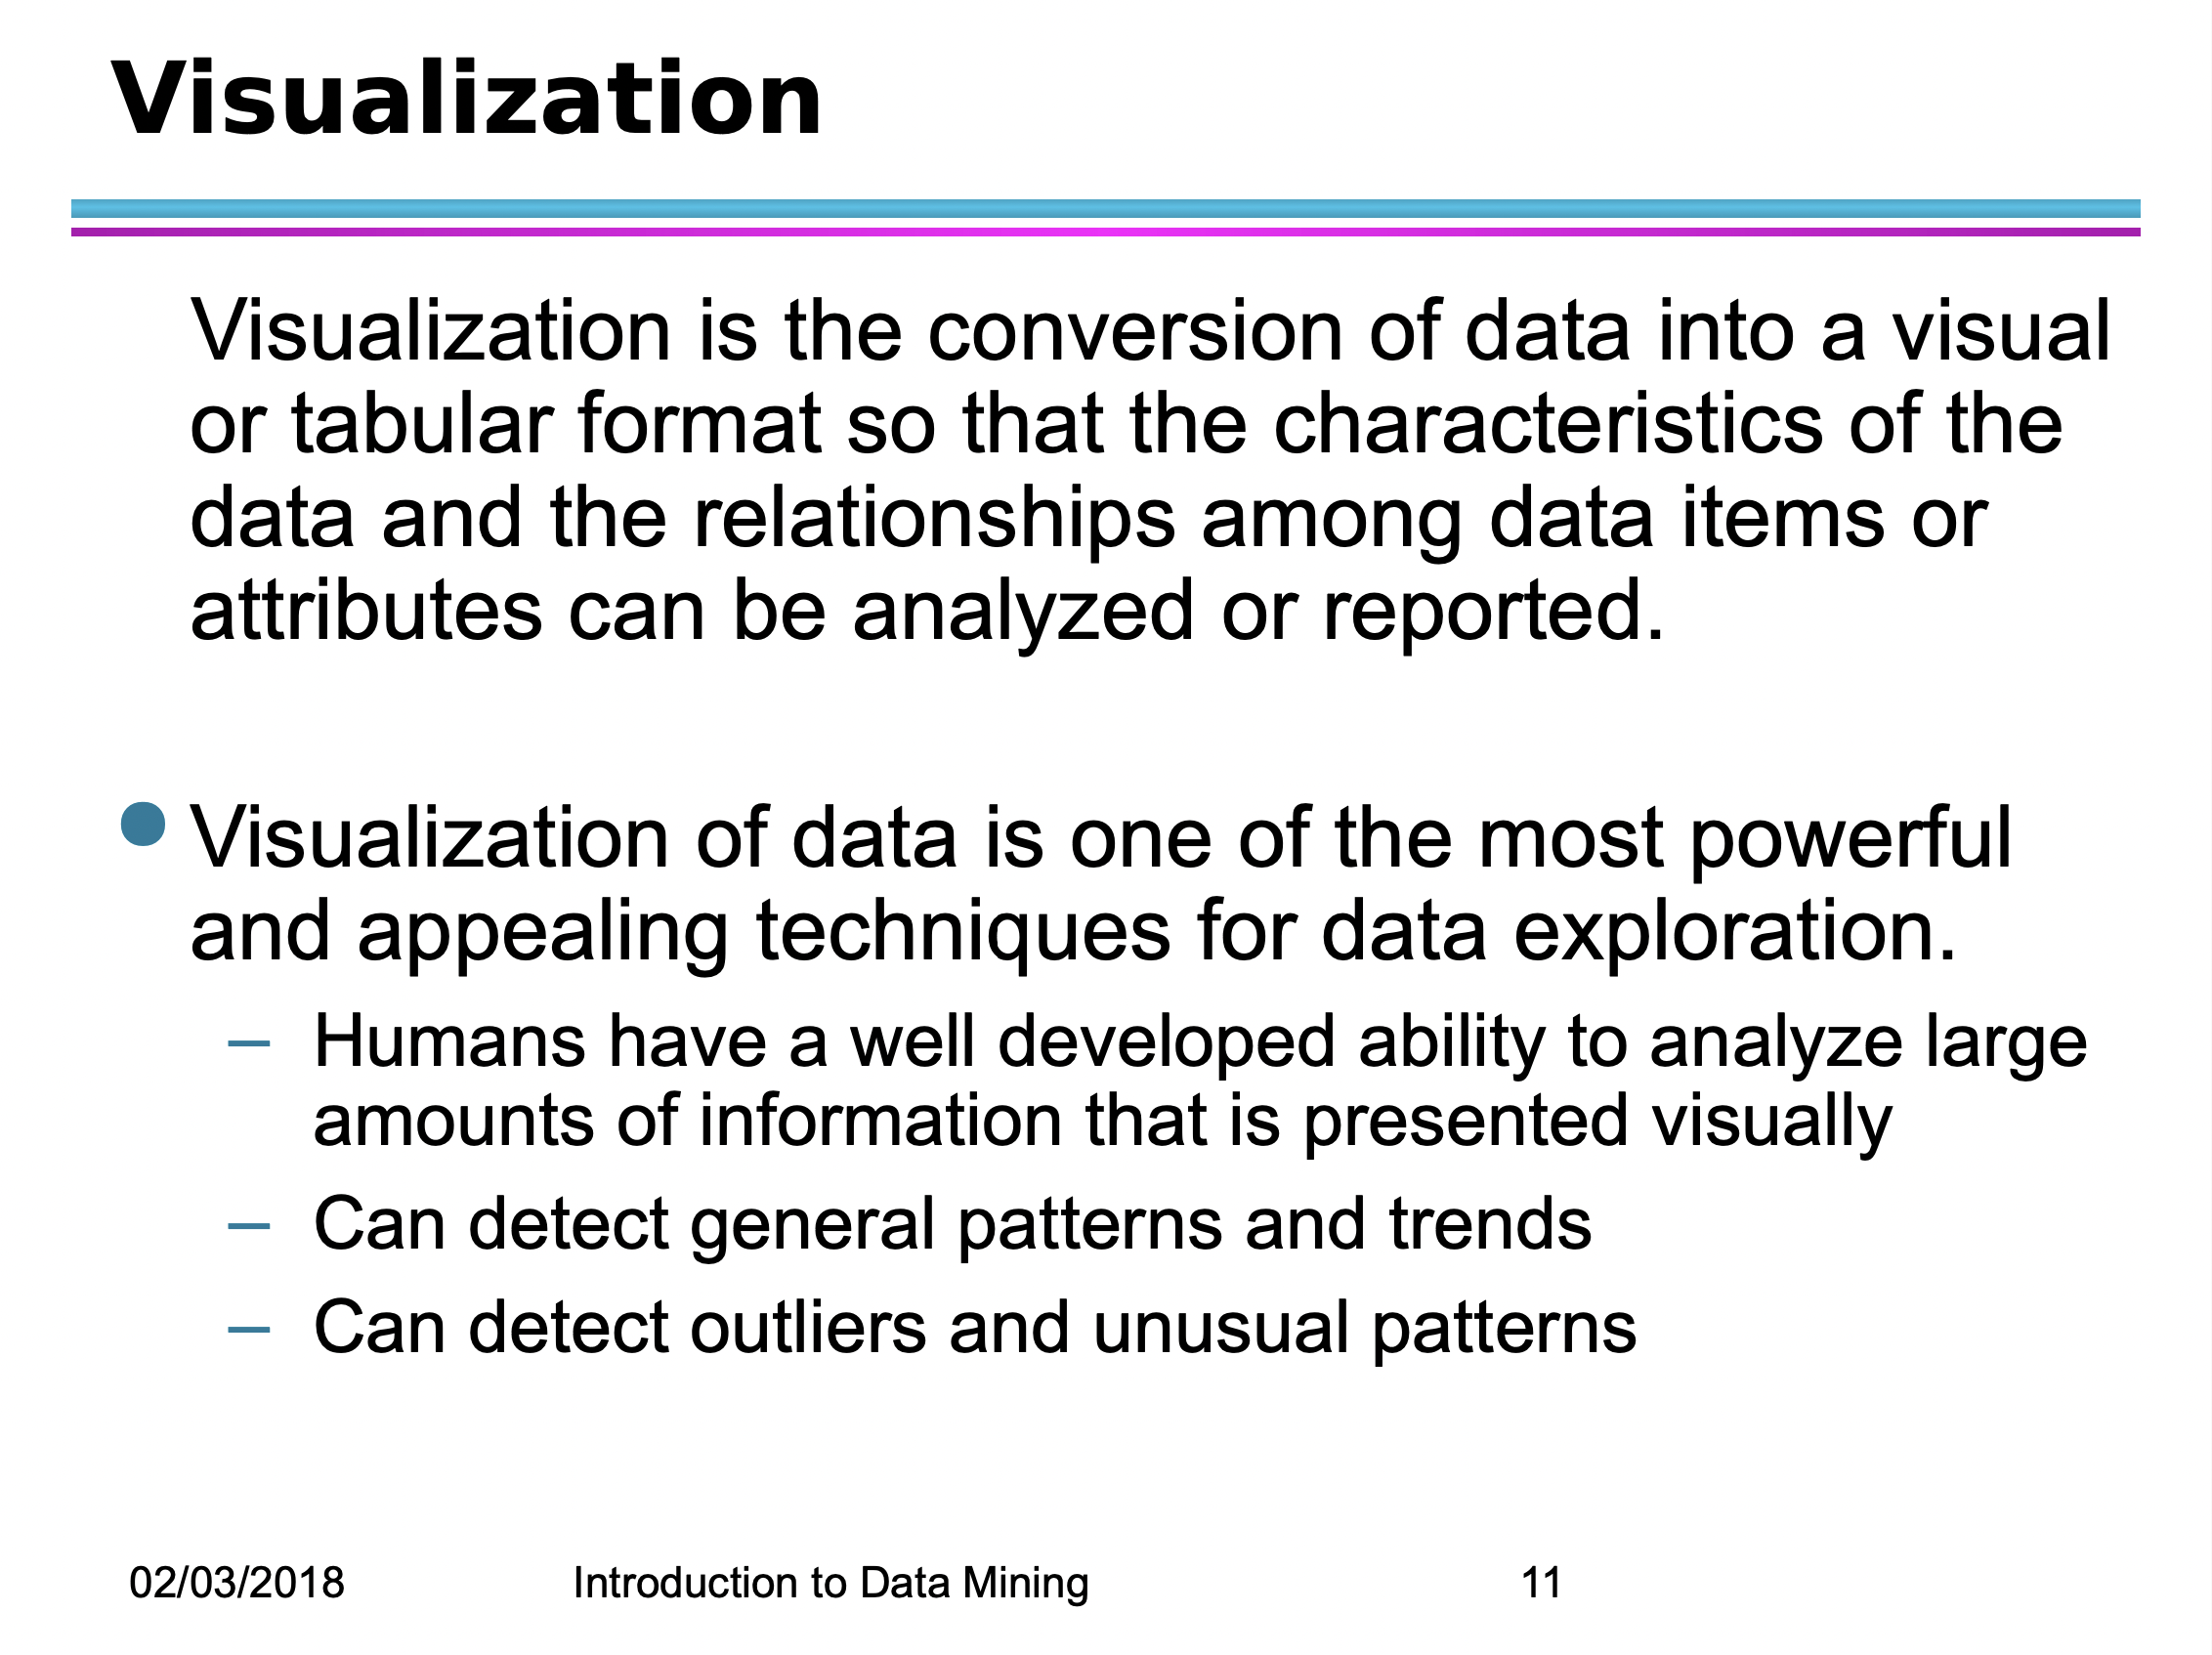 Visualization
Visualization is the conversion of data into a visual
or tabular format so that the characteristics of the
data and the relationships among data items or
attributes can be analyzed or reported.
Visualization of data is one of the most powerful
and appealing techniques for data exploration.
– Humans have a well developed ability to analyze large
amounts of information that is presented visually
– Can detect general patterns and trends
– Can detect outliers and unusual patterns
02/03/2018 Introduction to Data Mining 11